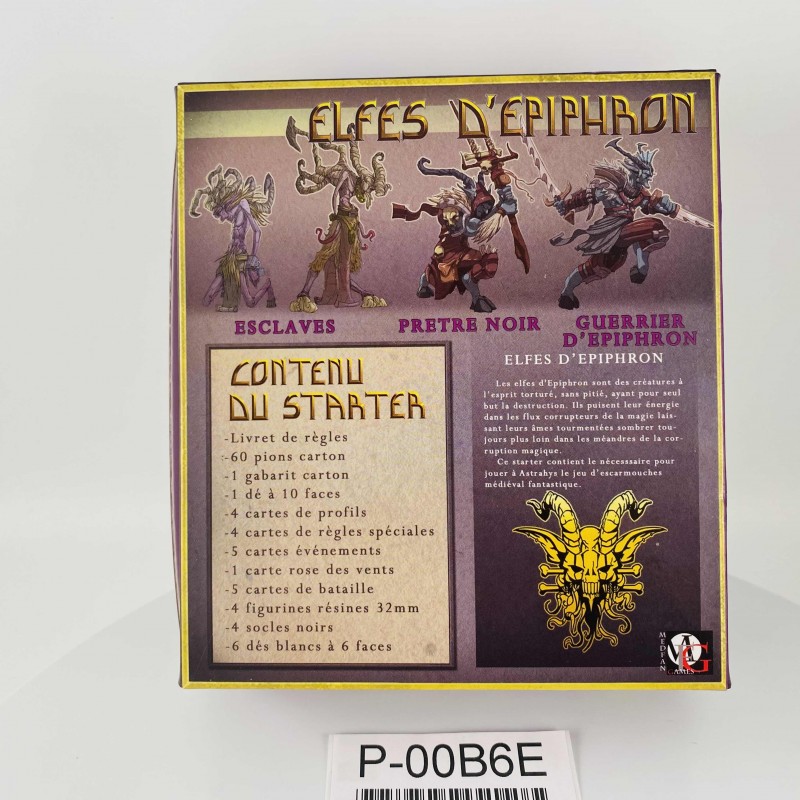 ELFES D'EPIPHRON
ESCLAVES
PRETRE NOIR
GUERRIER
D'EPIPHRON
CONTENU
DU STARTER
-Livret de règles
-60 pions carton
-1 gabarit carton
-1 dé à 10 faces
-4 cartes de profils
-4 cartes de règles spéciales
-5 cartes événements
-1 carte rose des vents
-5 cartes de bataille
-4 figurines résines 32mm
-4 socles noirs
-6 dés blancs à 6 faces
ELFES D'EPIPHRON
Les elfes d'Epiphron sont des créatures à
l'esprit torturé, sans pitié, ayant pour seul
but la destruction. Ils puisent leur énergie
dans les flux corrupteurs de la magie lais-
sant leurs âmes tourmentées sombrer tou-
jours plus loin dans les méandres de la cor-
ruption magique.
Ce starter contient le nécessaire pour
jouer à Astrahys le jeu d'escarmouches
médiéval fantastique.
MEDFAN
MG
GAMES
P-00B6E